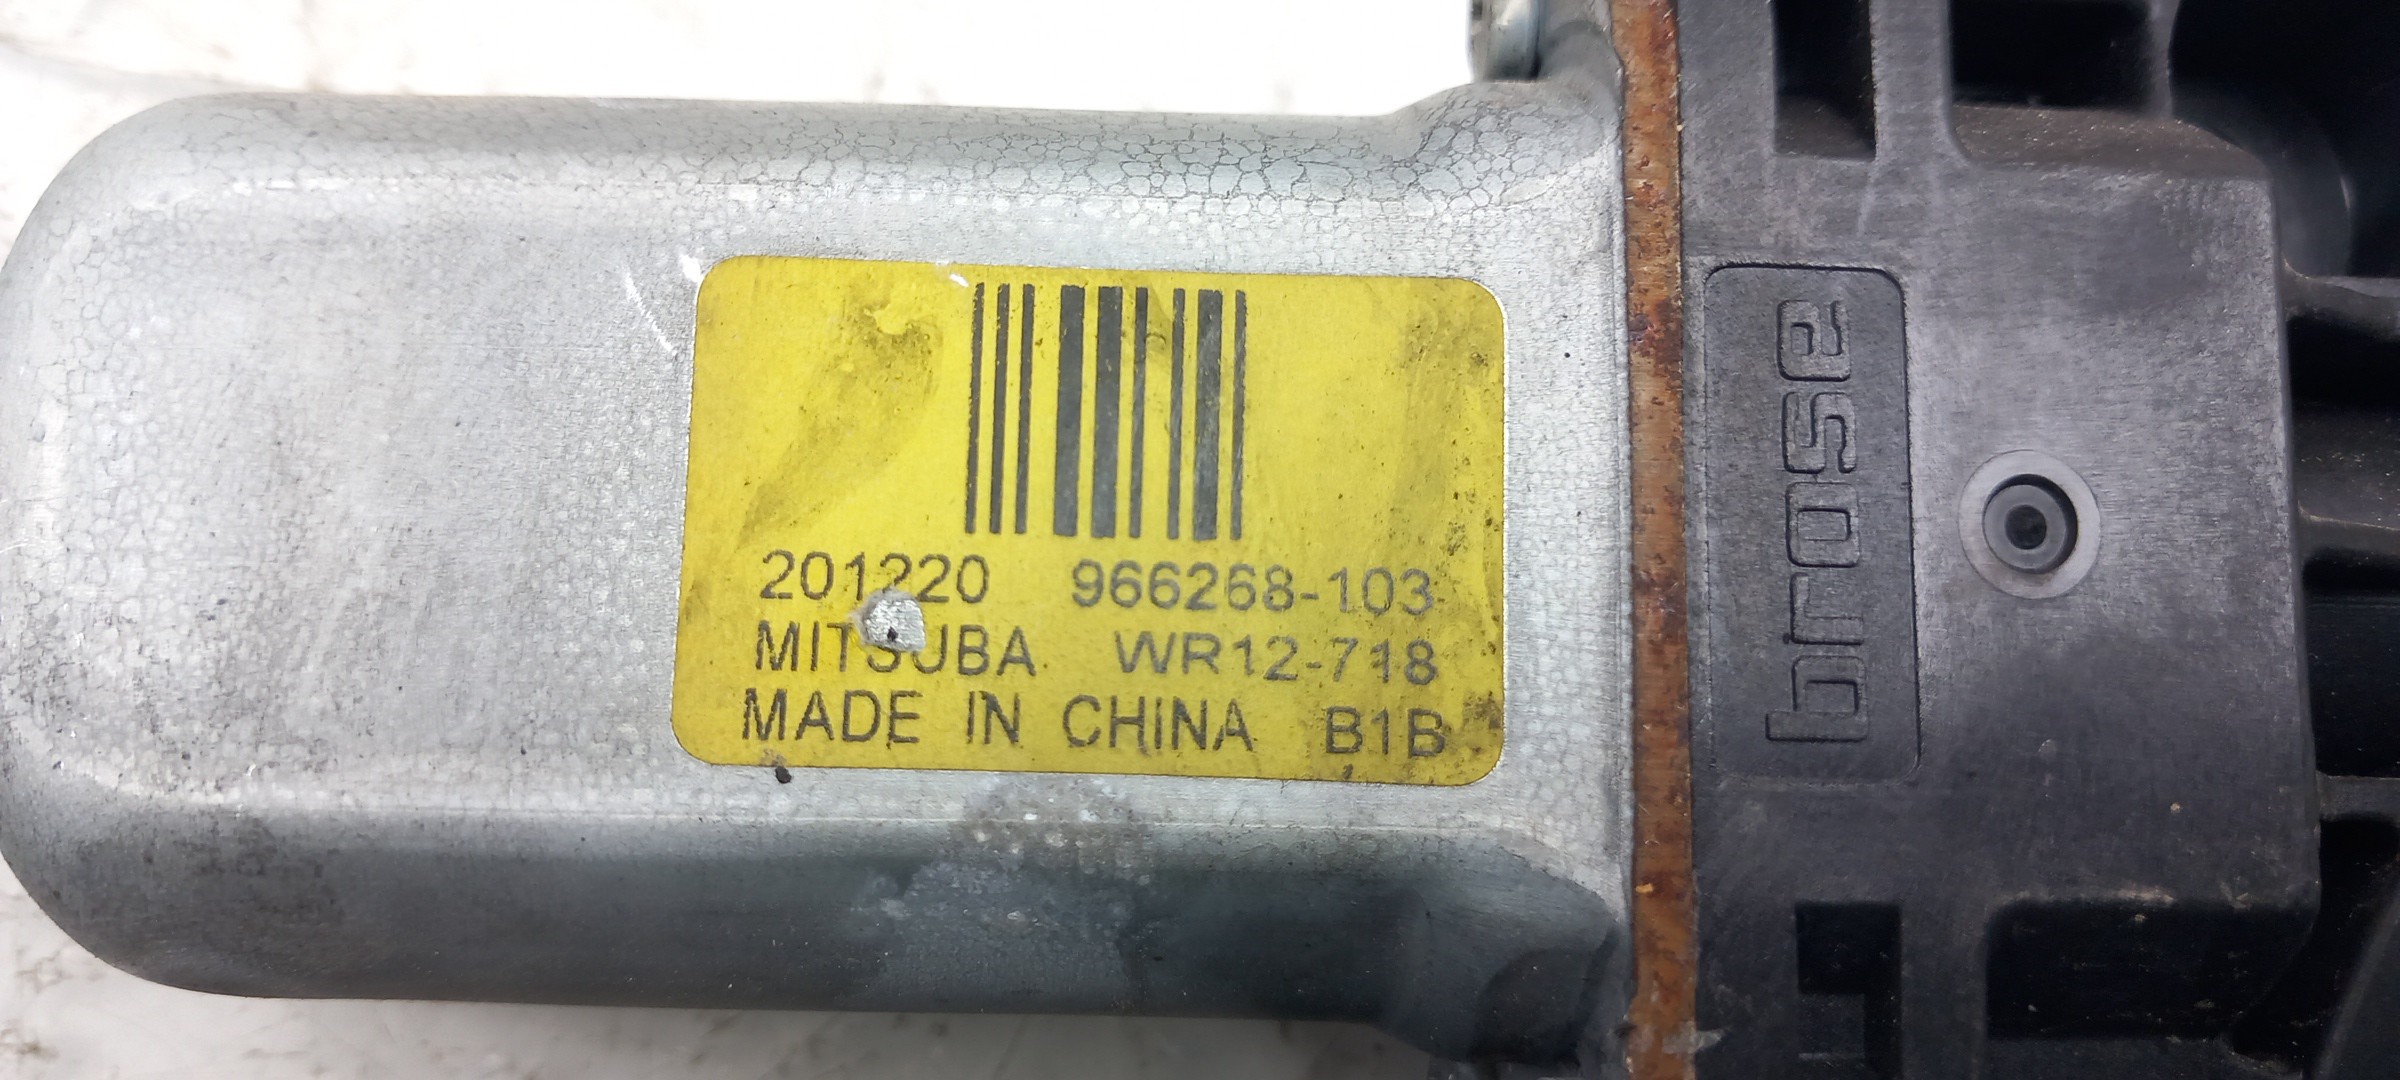 201220 966268-103
MITSUBA WR12-718
MADE IN CHINA B1B
brose